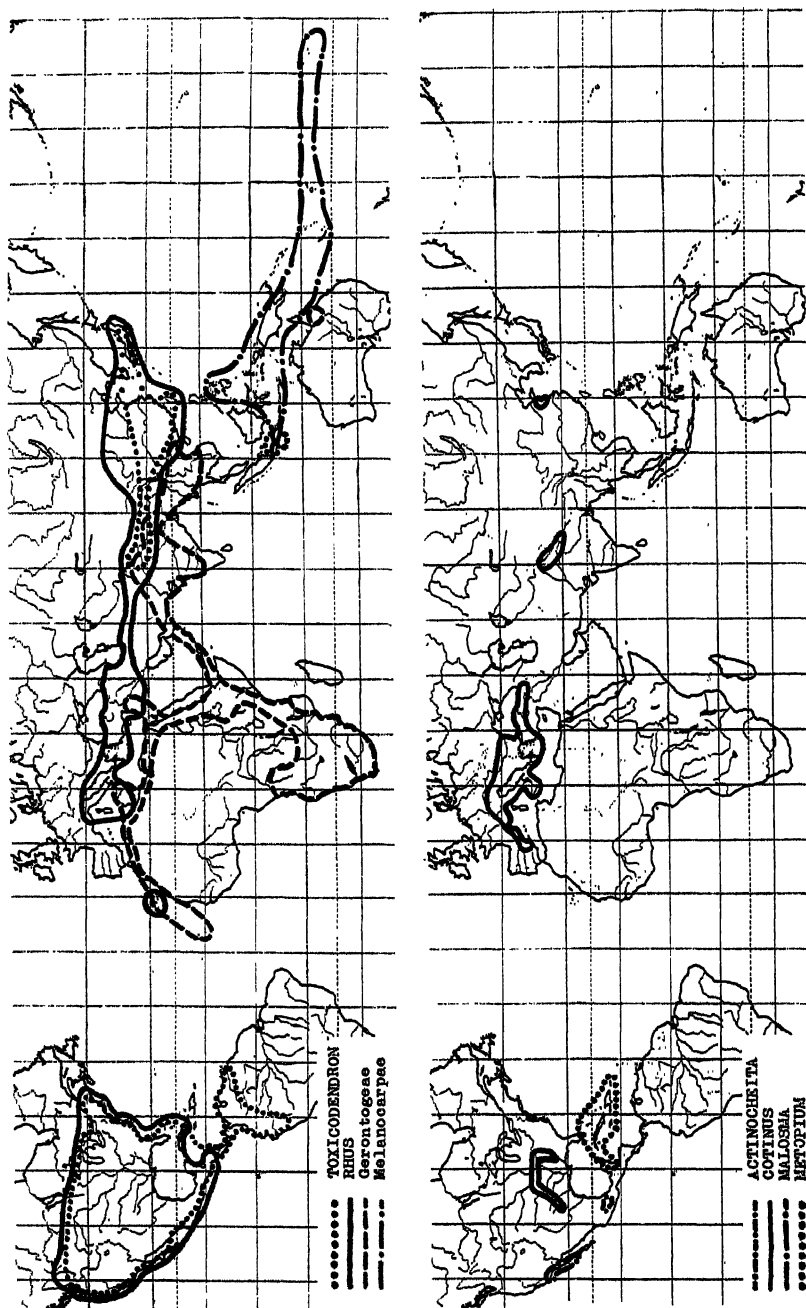 TOXICODENDRON
RHUS
Gerontogeae
Melanocarpae
ACTINOCHEITA
COTINUS
MALOSMA
METOPIUM